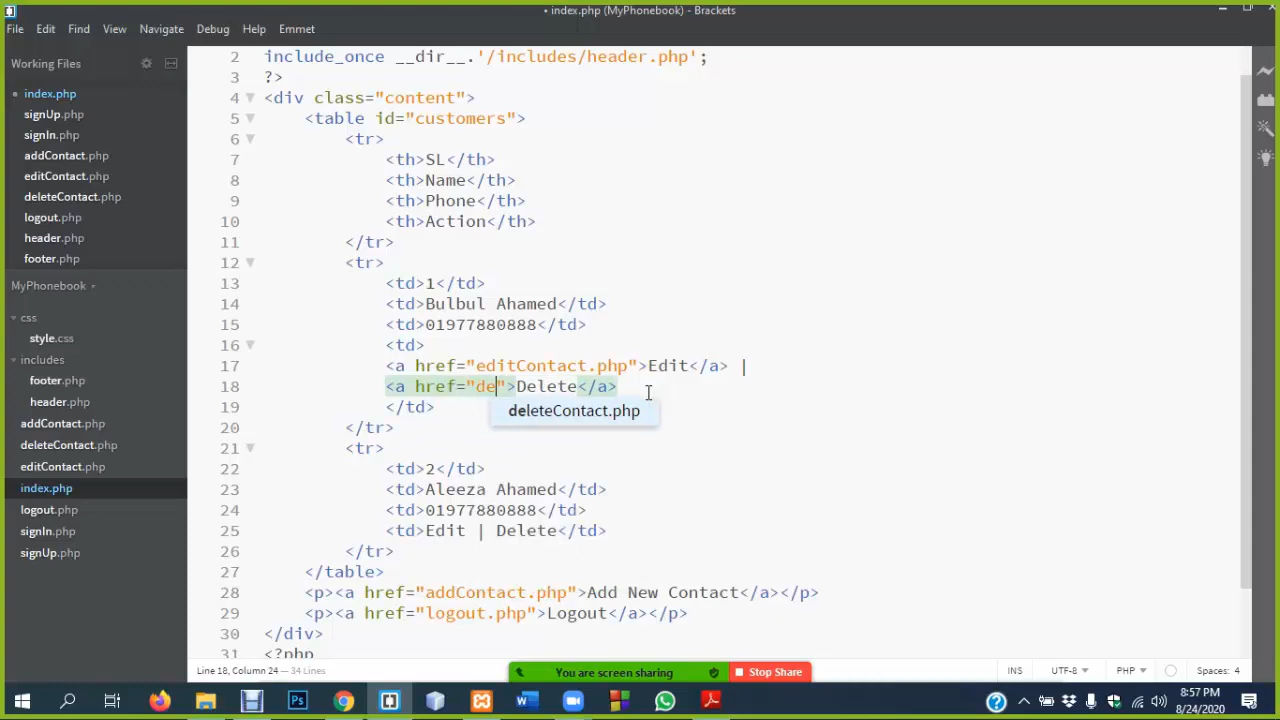 • index.php (MyPhonebook) - Brackets
File Edit Find View Navigate Debug Help Emmet
Working Files
• index.php
signUp.php
signIn.php
addContact.php
editContact.php
deleteContact.php
logout.php
header.php
footer.php
MyPhonebook
css
style.css
includes
footer.php
header.php
addContact.php
deleteContact.php
editContact.php
index.php
logout.php
signIn.php
signUp.php
2 include_once __dir__.'/includes/header.php';
3 ?>
4 <div class="content">
5 <table id="customers">
6 <tr>
7 <th>SL</th>
8 <th>Name</th>
9 <th>Phone</th>
10 <th>Action</th>
11 </tr>
12 <tr>
13 <td>1</td>
14 <td>Bulbul Ahamed</td>
15 <td>01977880888</td>
16 <td>
17 <a href="editContact.php">Edit</a> |
18 <a href="de">Delete</a>
deleteContact.php
19 </td>
20 </tr>
21 <tr>
22 <td>2</td>
23 <td>Aleeza Ahamed</td>
24 <td>01977880888</td>
25 <td>Edit | Delete</td>
26 </tr>
27 </table>
28 <p><a href="addContact.php">Add New Contact</a></p>
29 <p><a href="logout.php">Logout</a></p>
30 </div>
31 <?php
Line 18, Column 24 — 34 Lines
INS UTF-8 PHP Spaces: 4
You are screen sharing Stop Share
8:57 PM
8/24/2020